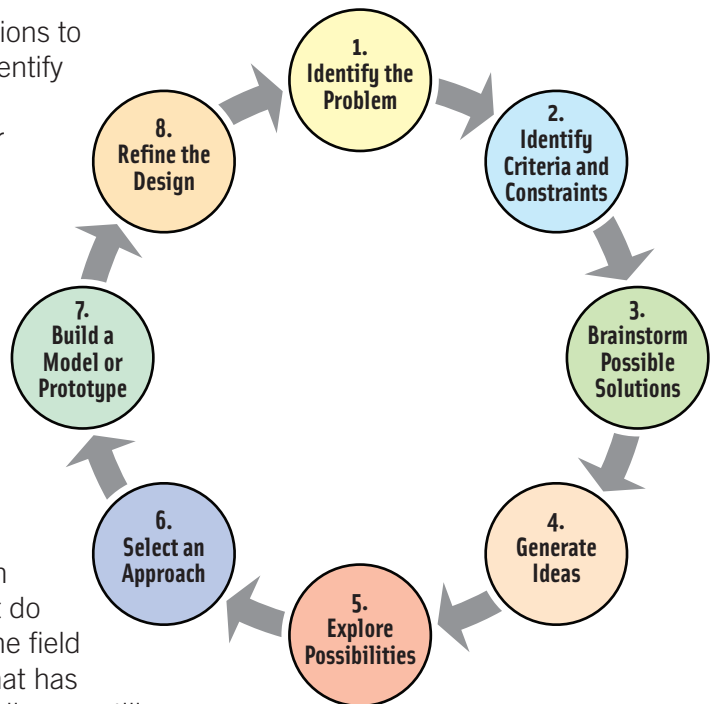 ions to
entify
1.
Identify the
Problem
2.
Identify
Criteria and
Constraints
3.
Brainstorm
Possible
Solutions
4.
Generate
Ideas
5.
Explore
Possibilities
6.
Select an
Approach
7.
Build a
Model or
Prototype
8.
Refine the
Design
do
ne field
nat has